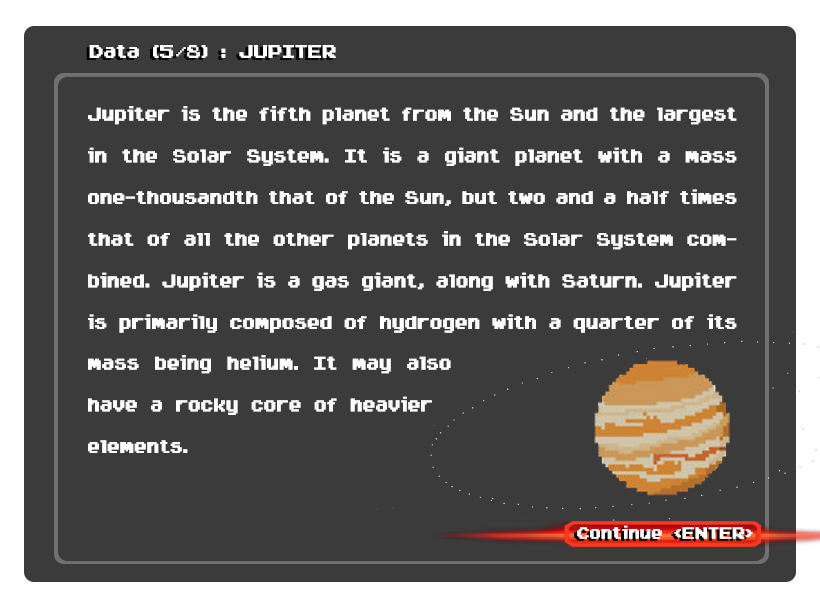 Data (5/8) : JUPITER
Jupiter is the fifth planet from the Sun and the largest
in the Solar System. It is a giant planet with a mass
one-thousandth that of the Sun, but two and a half times
that of all the other planets in the Solar System com-
bined. Jupiter is a gas giant, along with Saturn. Jupiter
is primarily composed of hydrogen with a quarter of its
mass being helium. It may also
have a rocky core of heavier
elements.
Continue <ENTER>